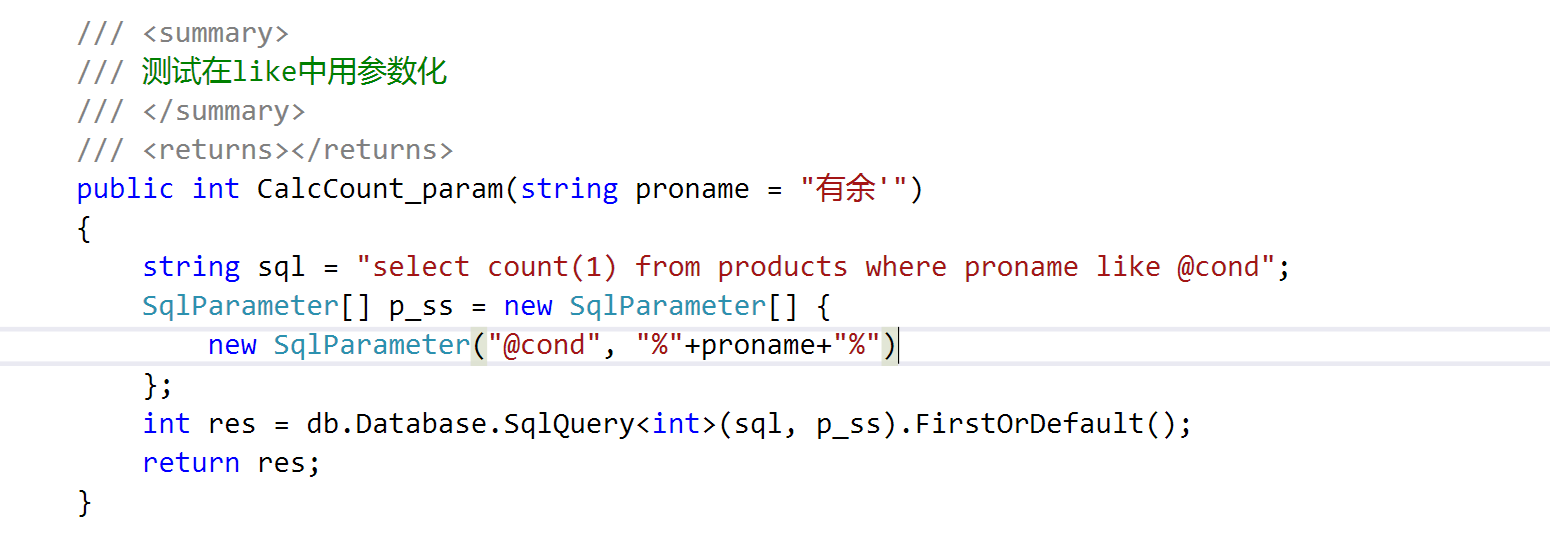 /// <summary>
/// 测试在like中用参数化
/// </summary>
/// <returns></returns>
public int CalcCount_param(string proname = "有余'")
{
string sql = "select count(1) from products where proname like @cond";
SqlParameter[] p_ss = new SqlParameter[] {
new SqlParameter("@cond", "%"+proname+"%")
};
int res = db.Database.SqlQuery<int>(sql, p_ss).FirstOrDefault();
return res;
}